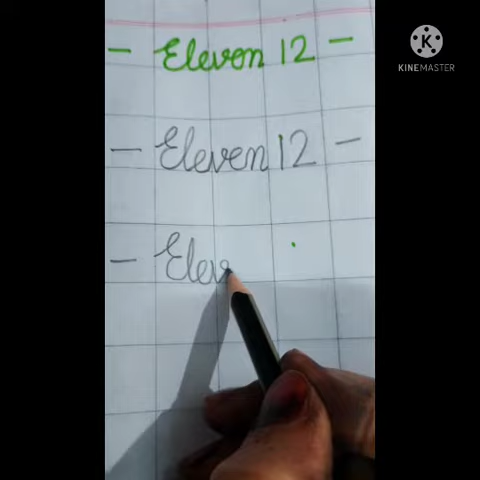 - Eleven 12 -
- Eleven 12 -
- Elev
K
KINEMASTER